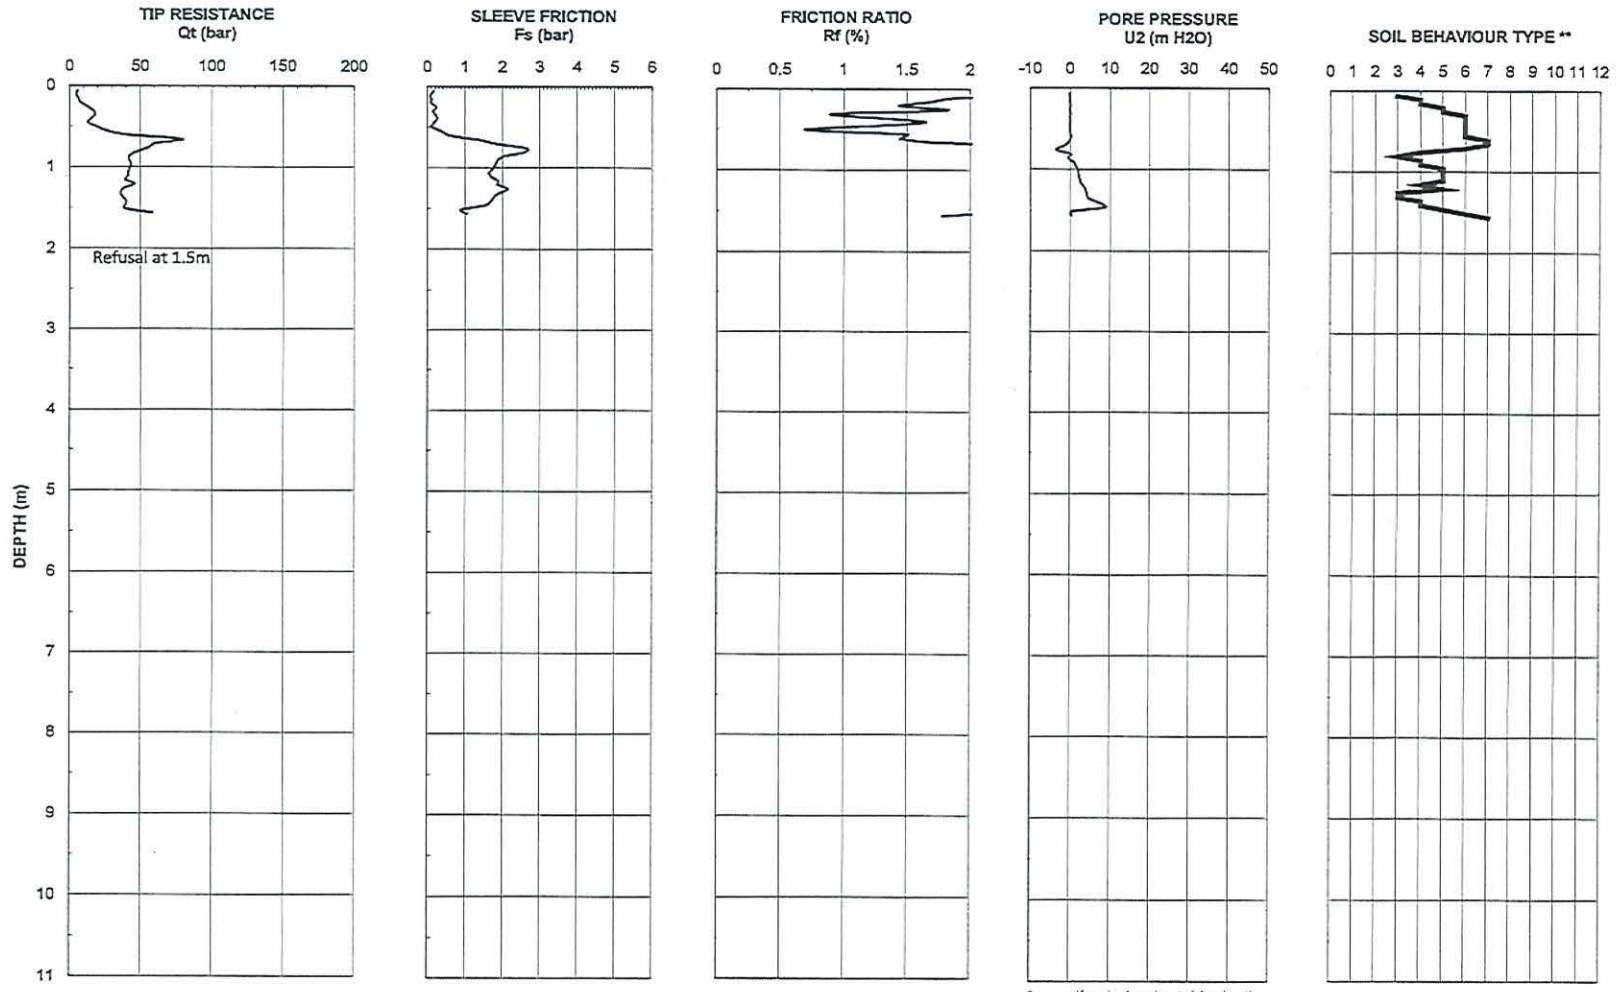 TIP RESISTANCE
Qt (bar)
0 50 100 150 200
SLEEVE FRICTION
Fs (bar)
0 1 2 3 4 5 6
FRICTION RATIO
Rf (%)
0 0.5 1 1.5 2
PORE PRESSURE
U2 (m H2O)
-10 0 10 20 30 40 50
SOIL BEHAVIOUR TYPE **
0 1 2 3 4 5 6 7 8 9 10 11 12
DEPTH (m)
0
1
2
3
4
5
6
7
8
9
10
11
Refusal at 1.5m